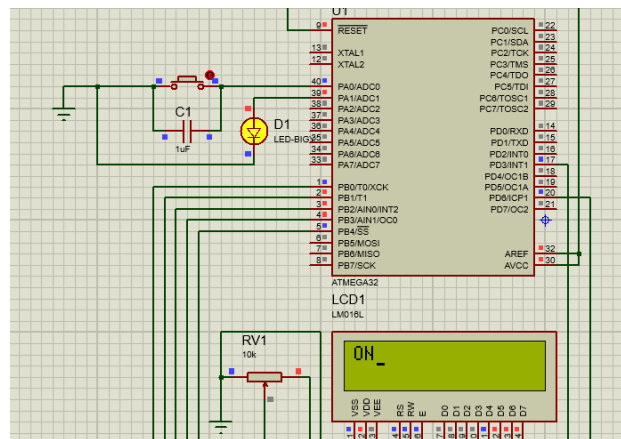 U1
9 RESET PC0/SCL 22
PC1/SDA 23
13 XTAL1 PC2/TCK 24
12 XTAL2 PC3/TMS 25
PC4/TDO 26
40 PA0/ADC0 PC5/TDI 27
39 PA1/ADC1 PC6/TOSC1 28
38 PA2/ADC2 PC7/TOSC2 29
37 PA3/ADC3
36 PA4/ADC4 PD0/RXD 14
35 PA5/ADC5 PD1/TXD 15
34 PA6/ADC6 PD2/INT0 16
33 PA7/ADC7 PD3/INT1 17
PD4/OC1B 18
1 PB0/T0/XCK PD5/OC1A 19
2 PB1/T1 PD6/ICP1 20
3 PB2/AIN0/INT2 PD7/OC2 21
4 PB3/AIN1/OC0
5 PB4/SS
6 PB5/MOSI
7 PB6/MISO AREF 32
8 PB7/SCK AVCC 30
ATMEGA32
C1
1uF
D1
LED-BIGY
LCD1
LM016L
RV1
10k
ON_
VSS VDD VEE RS RW E D0 D1 D2 D3 D4 D5 D6 D7